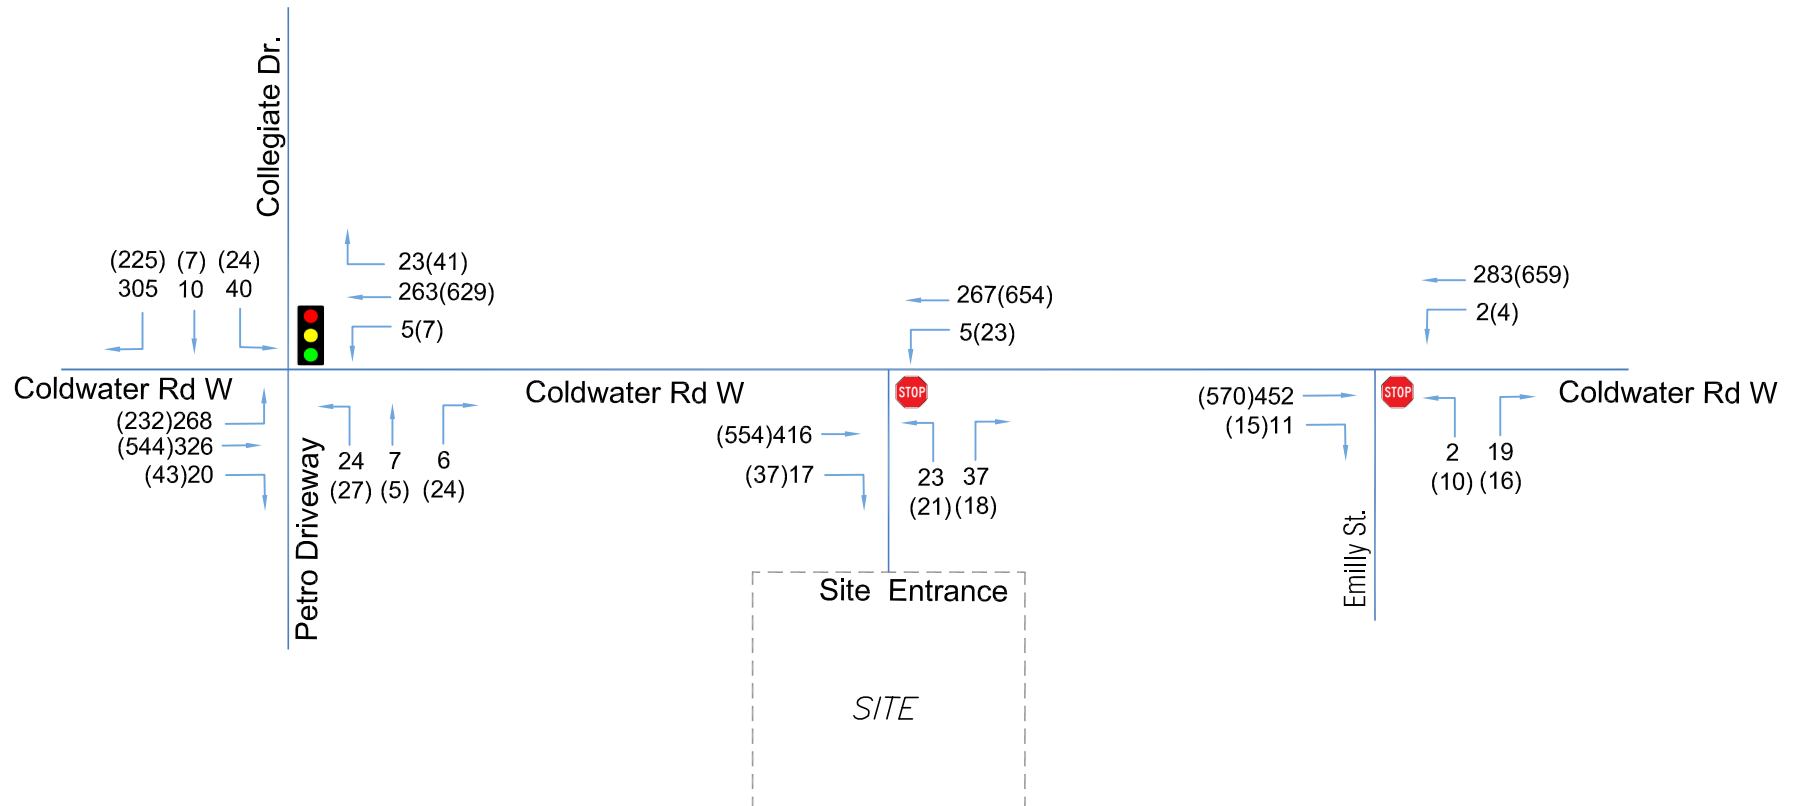 Collegiate Dr.
(225) (7) (24)
305 10 40
23(41)
263(629)
5(7)
267(654)
5(23)
283(659)
2(4)
Coldwater Rd W
Coldwater Rd W
Coldwater Rd W
(232)268
(544)326
(43)20
24 7 6
(27) (5) (24)
Petro Driveway
(554)416
(37)17
STOP
23 37
(21) (18)
(570)452
(15)11
STOP
2 19
(10) (16)
Emilly St.
Site Entrance
SITE